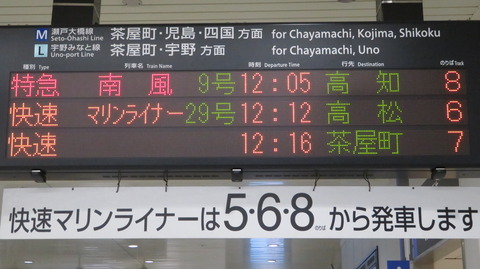 M 瀬戸大橋線 Seto-Ohashi Line 茶屋町・児島・四国 方面 for Chayamachi, Kojima, Shikoku
L 宇野みなと線 Uno-port Line 茶屋町・宇野 方面 for Chayamachi, Uno
種別 Type 列車名 Train Name 時刻 Departure Time 行先 Destination のりば Track
特急 南風 9号 12:05 高知 8
快速 マリンライナー 29号 12:12 高松 6
快速 12:16 茶屋町 7
快速マリンライナーは5・6・8のりばから発車します